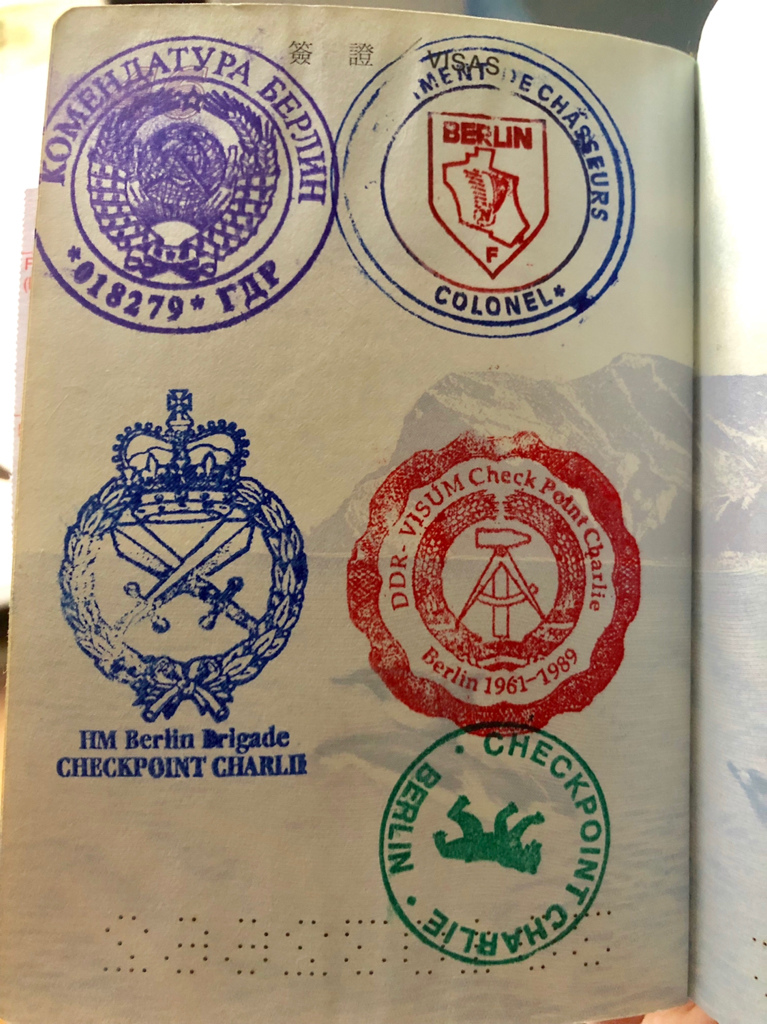 簽證 VISAS
КОМЕНДАТУРА БЕРЛИН
*018279* ГДР
DE CHASSEURS
BERLIN
F
COLONEL*
HM Berlin Brigade
CHECKPOINT CHARLIE
DDR- VISUM Check Point Charlie
Berlin 1961–1989
CHECKPOINT CHARLIE
• BERLIN •